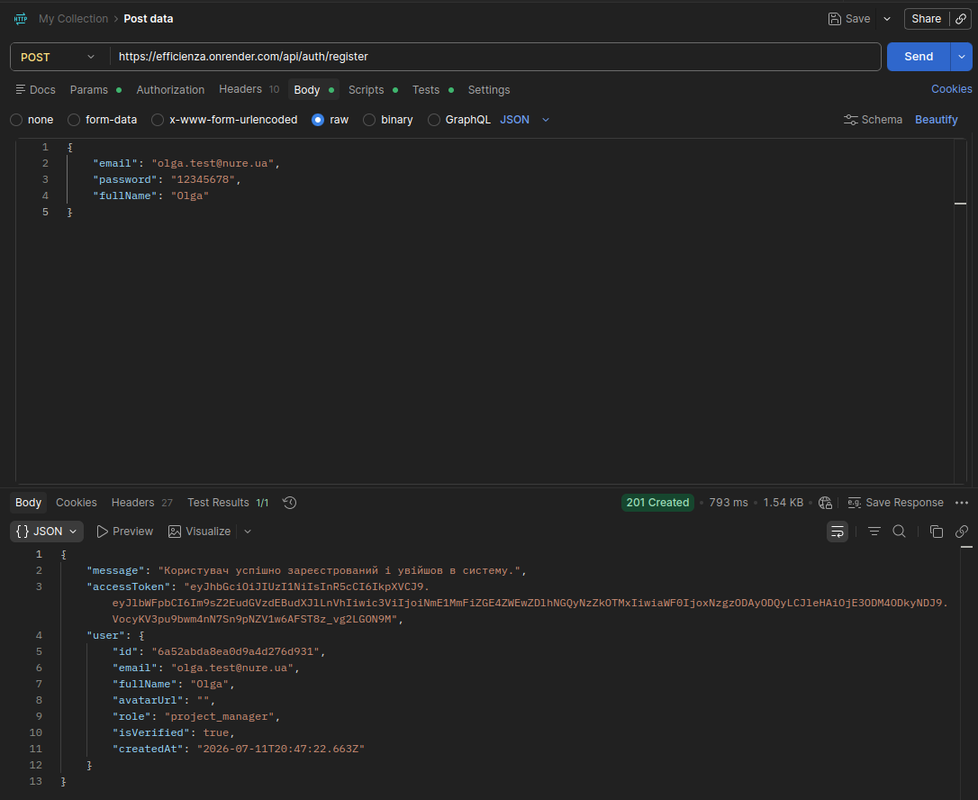 HTTP My Collection > Post data Save Share
POST https://efficienza.onrender.com/api/auth/register Send
Docs Params Authorization Headers 10 Body Scripts Tests Settings Cookies
none form-data x-www-form-urlencoded raw binary GraphQL JSON Schema Beautify
1 {
2 "email": "olga.test@nure.ua",
3 "password": "12345678",
4 "fullName": "Olga"
5 }
Body Cookies Headers 27 Test Results 1/1 201 Created • 793 ms • 1.54 KB • e.g. Save Response
{} JSON Preview Visualize
1 {
2 "message": "Користувач успішно зареєстрований і увійшов в систему.",
3 "accessToken": "eyJhbGciOiJIUzI1NiIsInR5cCI6IkpXVCJ9.
eyJlbWFpbCI6Im9sZ2EudGVzdEBudXJlLnVhIiwic3ViIjoiNmE1MmFiZGE4ZWEwZDlhNGQyNzZkOTMxIiwiaWF0IjoxNzgzODAyODQyLCJleHAiOjE3ODM4ODkyNDJ9.
VocyKV3pu9bwm4nN7Sn9pNZV1w6AFST8z_vg2LGON9M",
4 "user": {
5 "id": "6a52abda8ea0d9a4d276d931",
6 "email": "olga.test@nure.ua",
7 "fullName": "Olga",
8 "avatarUrl": "",
9 "role": "project_manager",
10 "isVerified": true,
11 "createdAt": "2026-07-11T20:47:22.663Z"
12 }
13 }